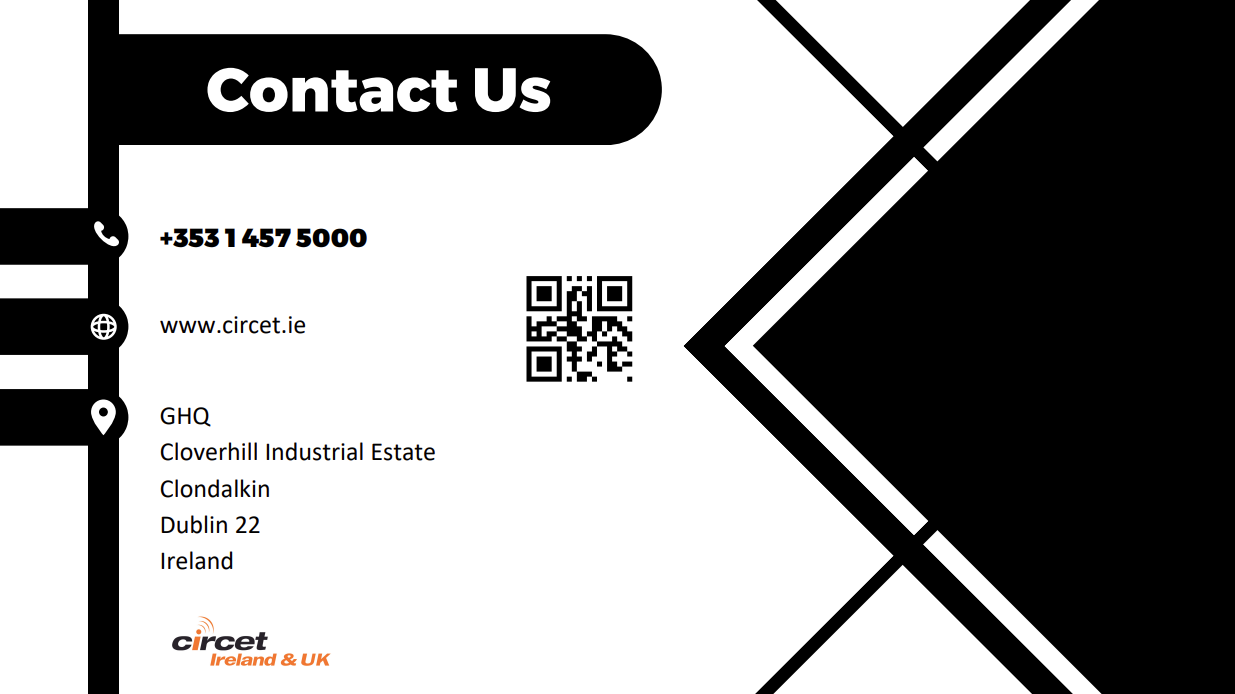 Contact Us
+353 1 457 5000
www.circet.ie
GHQ
Cloverhill Industrial Estate
Clondalkin
Dublin 22
Ireland
circet
Ireland & UK